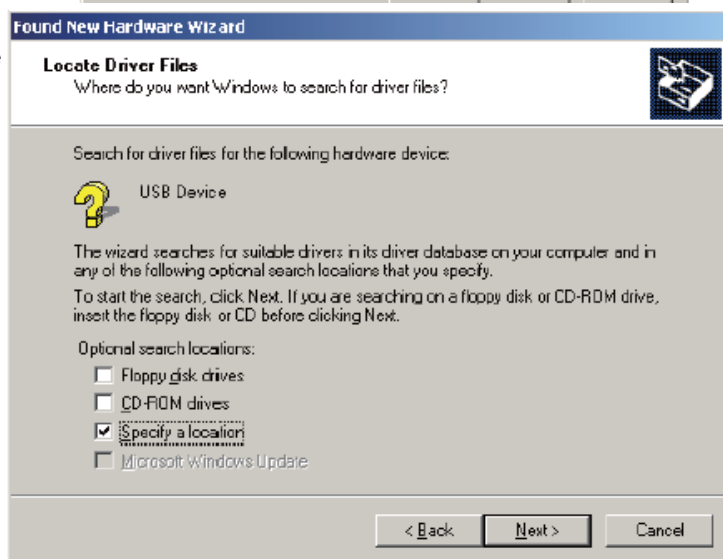 Found New Hardware Wizard
Locate Driver Files
Where do you want Windows to search for driver files?
Search for driver files for the following hardware device:
USB Device
The wizard searches for suitable drivers in its driver database on your computer and in
any of the following optional search locations that you specify.
To start the search, click Next. If you are searching on a floppy disk or CD-ROM drive,
insert the floppy disk or CD before clicking Next.
Optional search locations:
Floppy disk drives
CD-ROM drives
Specify a location
Microsoft Windows Update
< Back
Next >
Cancel